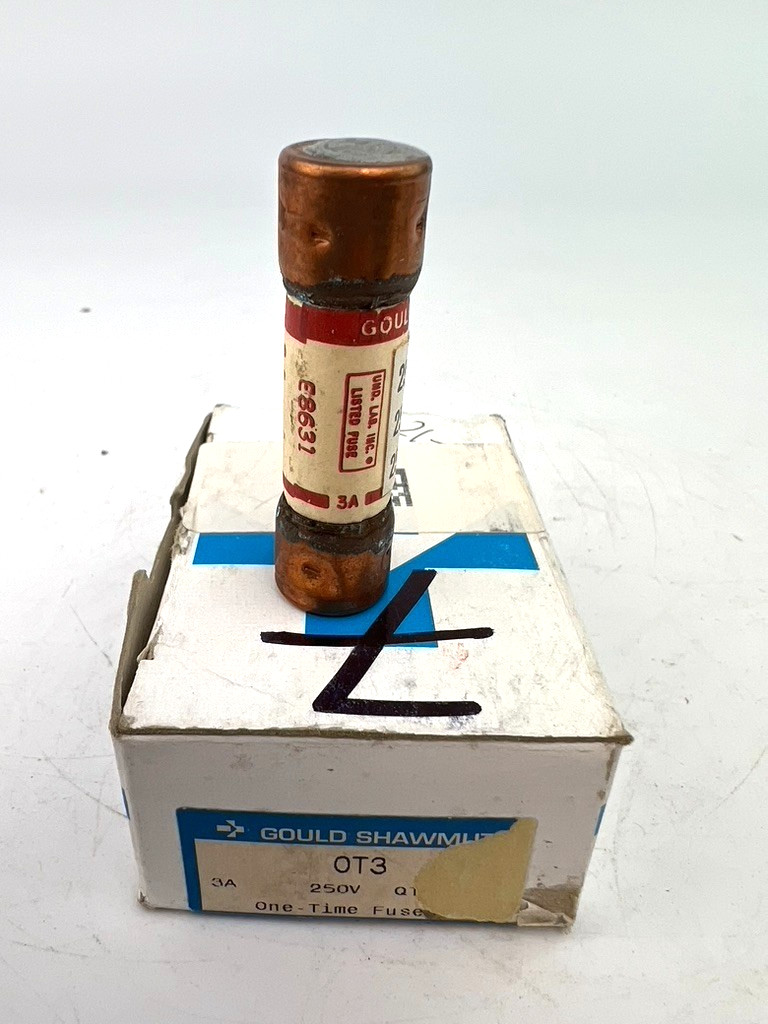 GOUL
E8631
UND. LAB. INC.
LISTED FUSE
3A
GOULD SHAWMUT
OT3
3A 250V
One-Time Fuse